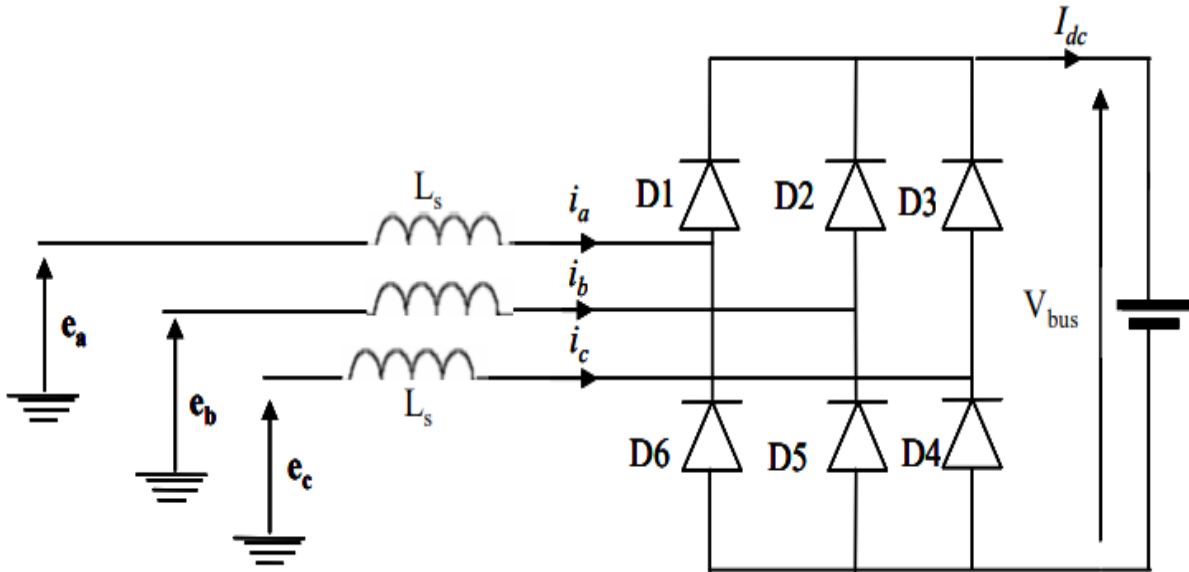 I_dc
D1
D2
D3
L_s
i_a
i_b
V_bus
e_a
i_c
L_s
e_b
D6
D5
D4
e_c